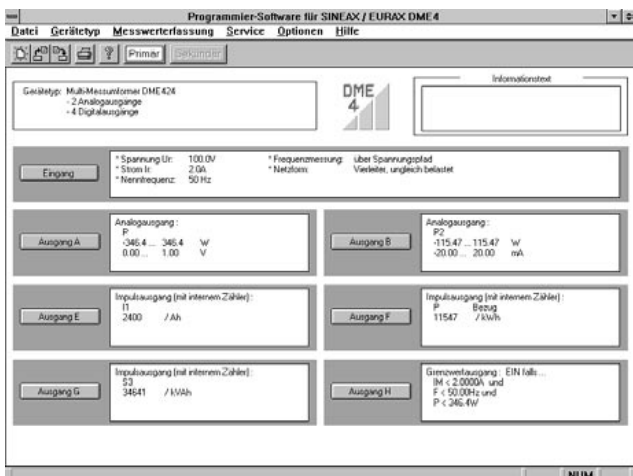 Programmier-Software für SINEAX / EURAX DME4
Datei Gerätetyp Messwerterfassung Service Optionen Hilfe
Primär Sekundär
Gerätetyp: Multi-Messumformer DME424
- 2 Analogausgänge
- 4 Digitalausgänge
DME
4
Informationstext
Eingang
* Spannung Ur: 100.0V * Frequenzmessung: über Spannungspfad
* Strom Ir: 2.0A * Netzform: Vierleiter, ungleich belastet
* Nennfrequenz: 50 Hz
Ausgang A
Analogausgang :
P
-346.4 ... 346.4 W
0.00 ... 1.00 V
Ausgang B
Analogausgang :
P2
-115.47 ... 115.47 W
-20.00 ... 20.00 mA
Ausgang E
Impulsausgang (mit internem Zähler) :
I1
2400 / Ah
Ausgang F
Impulsausgang (mit internem Zähler) :
P Bezug
11547 / kWh
Ausgang G
Impulsausgang (mit internem Zähler) :
S3
34641 / kVAh
Ausgang H
Grenzwertausgang : EIN falls...
IM < 2.0000A und
F < 50.00Hz und
P < 346.4W
NUM